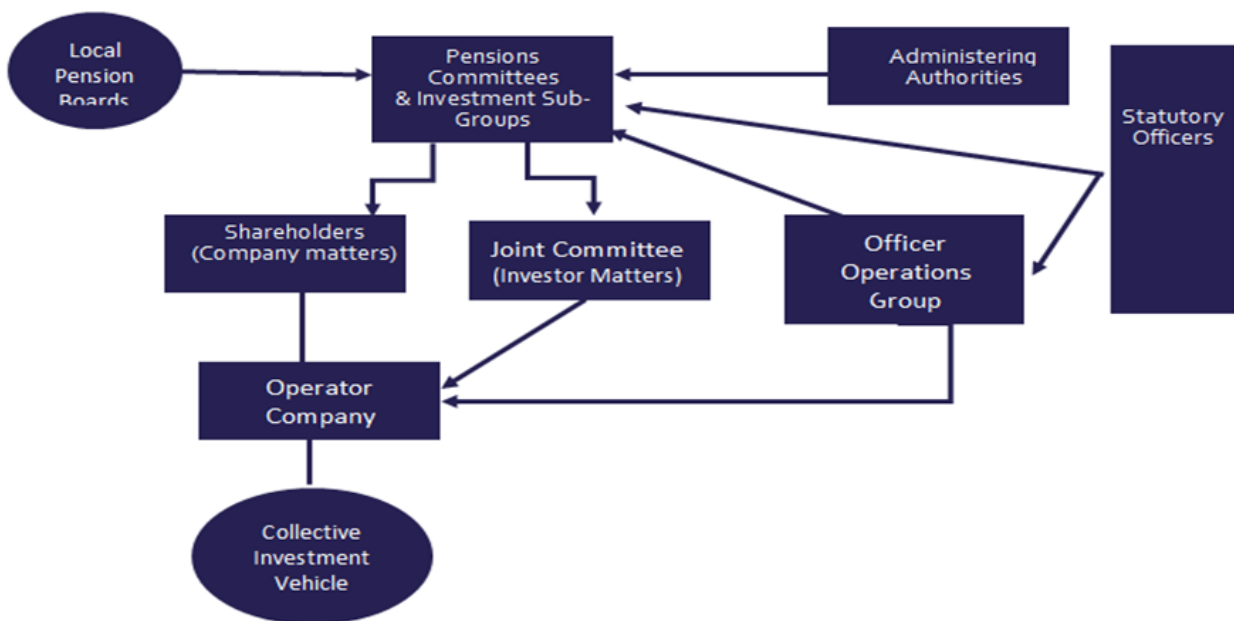 Local
Pension
Boards
Pensions
Committees
& Investment Sub-
Groups
Administering
Authorities
Statutory
Officers
Shareholders
(Company matters)
Joint Committee
(Investor Matters)
Officer
Operations
Group
Operator
Company
Collective
Investment
Vehicle